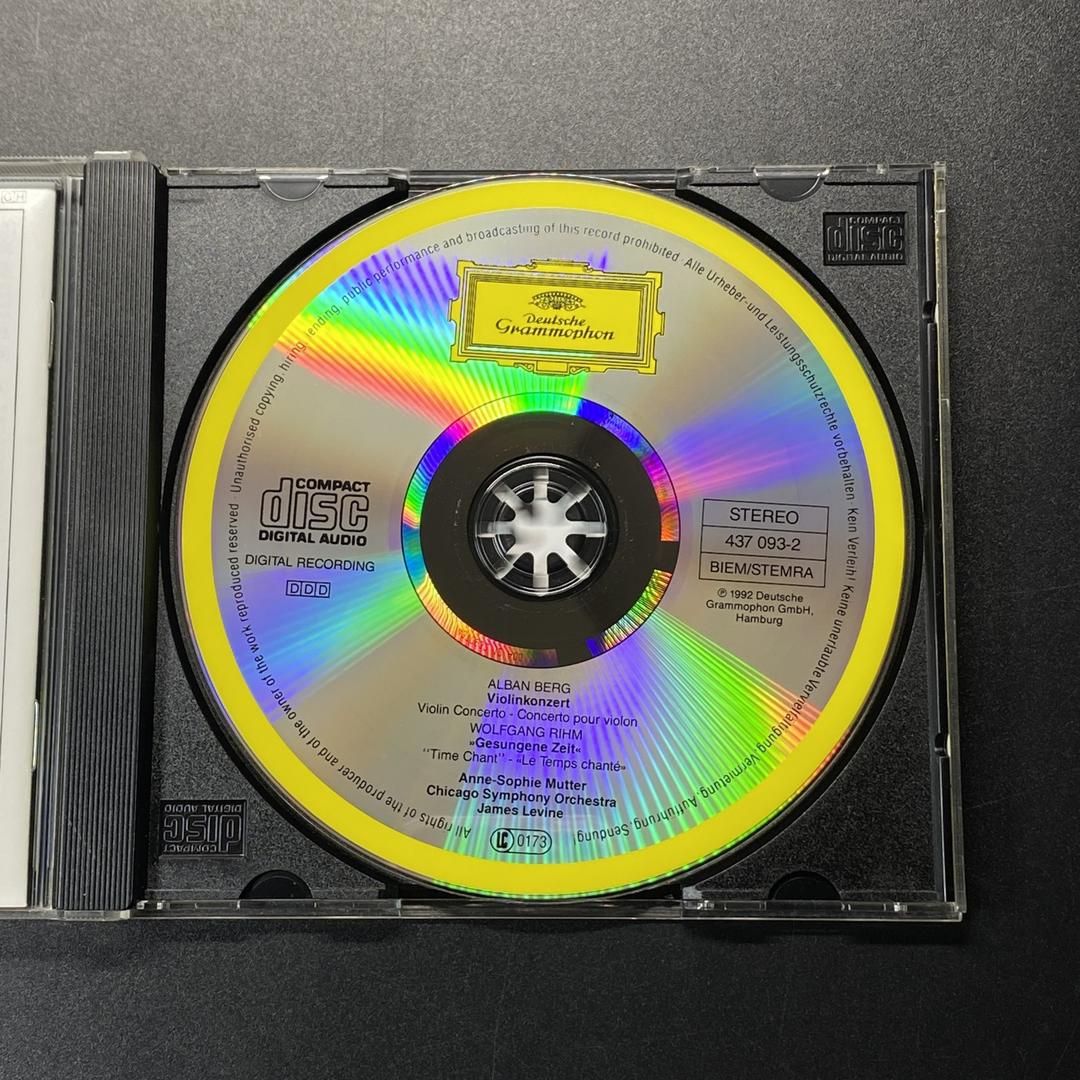 Deutsche
Grammophon
Unauthorised copying, hiring, lending, public performance and broadcasting of this record prohibited · Alle Urheber- und Leistungsschutzrechte vorbehalten · Kein Verleih! Keine unerlaubte Vervielfältigung, Vermietung, Aufführung, Sendung!
All rights of the producer and of the owner of the work reproduced reserved ·
COMPACT
disc
DIGITAL AUDIO
DIGITAL RECORDING
DDD
STEREO
437 093-2
BIEM/STEMRA
℗ 1992 Deutsche
Grammophon GmbH,
Hamburg
ALBAN BERG
Violinkonzert
Violin Concerto - Concerto pour violon
WOLFGANG RIHM
»Gesungene Zeit«
"Time Chant" - «Le Temps chanté»
Anne-Sophie Mutter
Chicago Symphony Orchestra
James Levine
LC 0173
COMPACT
disc
DIGITAL AUDIO
COMPACT
disc
DIGITAL AUDIO